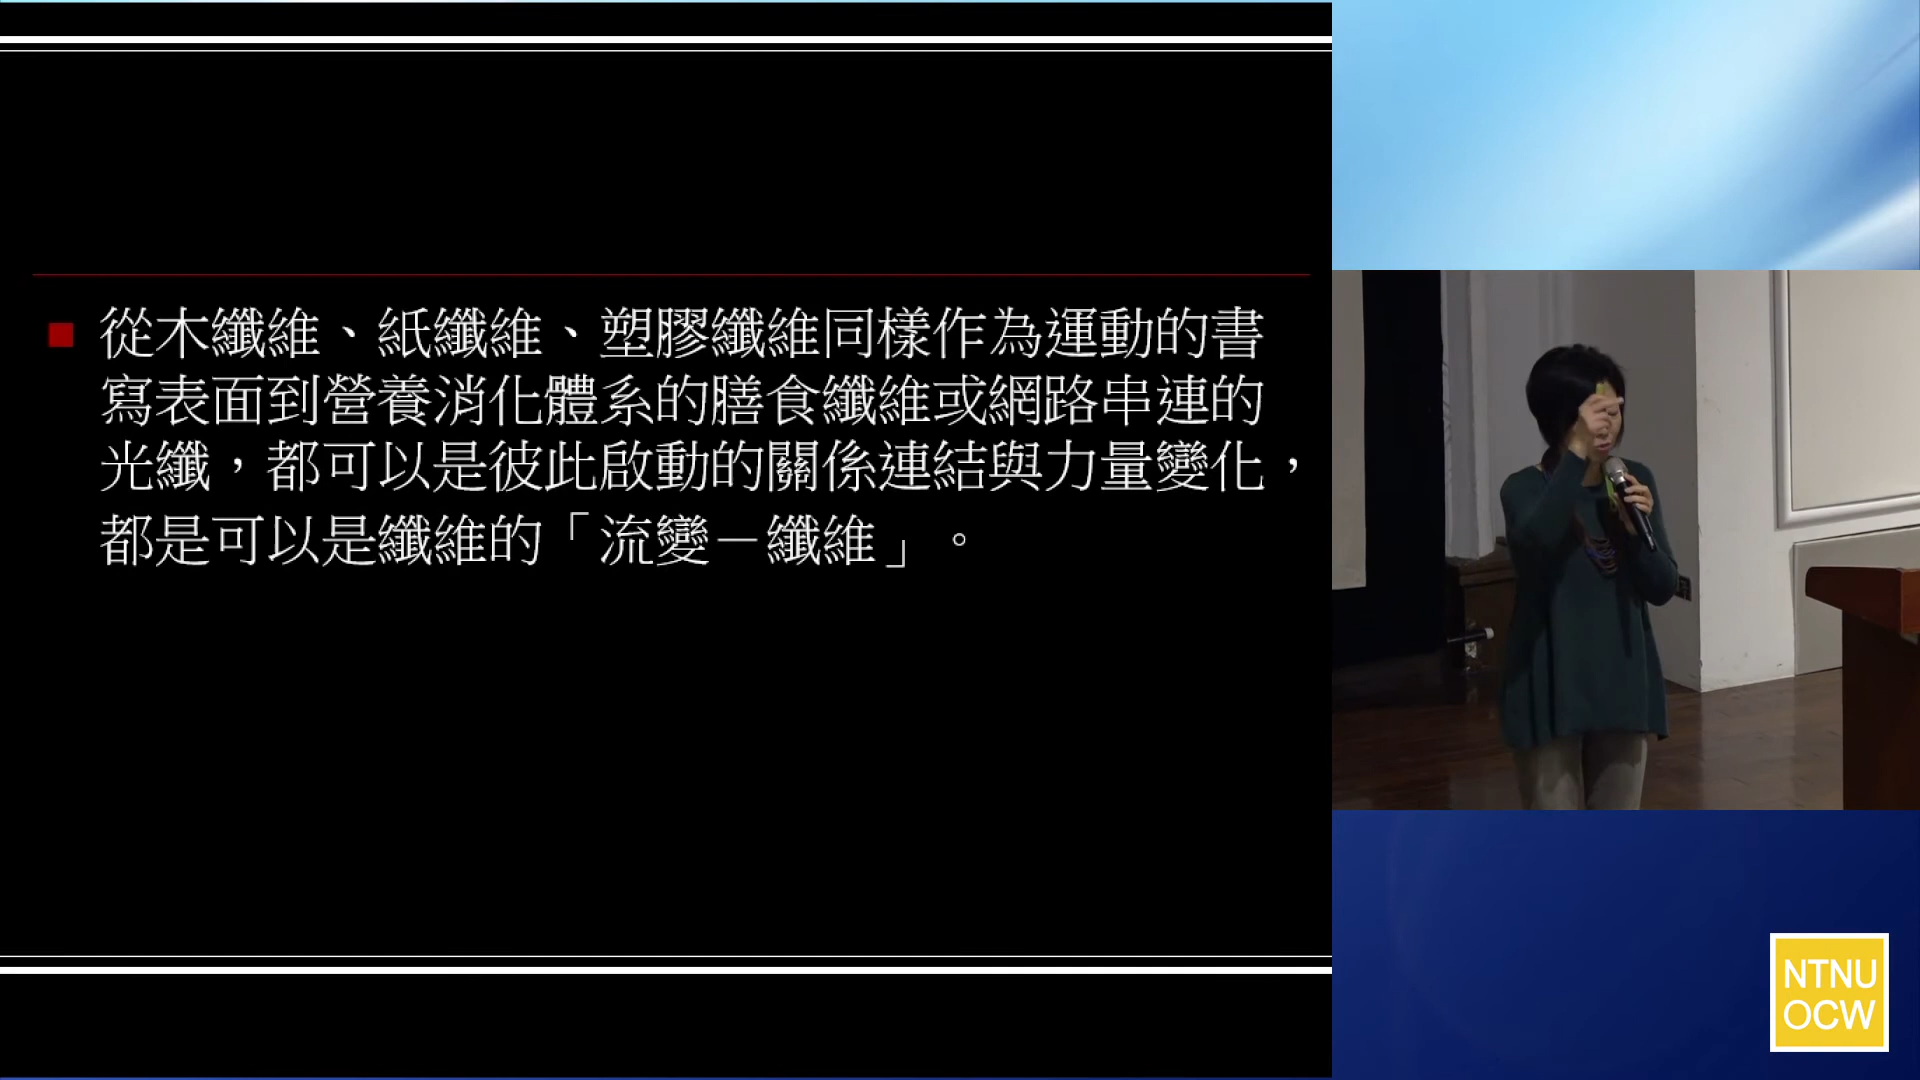 從木纖維、紙纖維、塑膠纖維同樣作為運動的書
寫表面到營養消化體系的膳食纖維或網路串連的
光纖，都可以是彼此啟動的關係連結與力量變化，
都是可以是纖維的「流變－纖維」。
NTNU
OCW